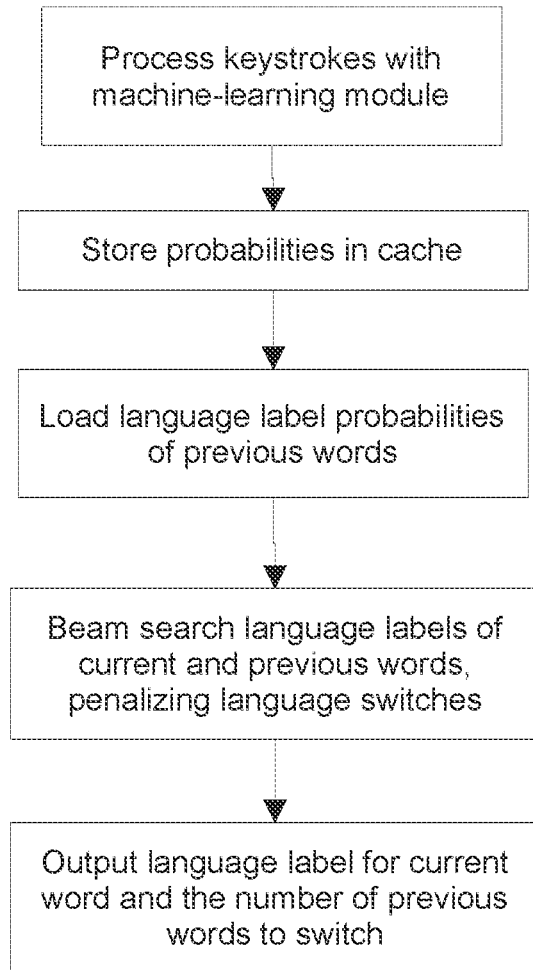 Process keystrokes with
machine-learning module
Store probabilities in cache
Load language label probabilities
of previous words
Beam search language labels of
current and previous words,
penalizing language switches
Output language label for current
word and the number of previous
words to switch